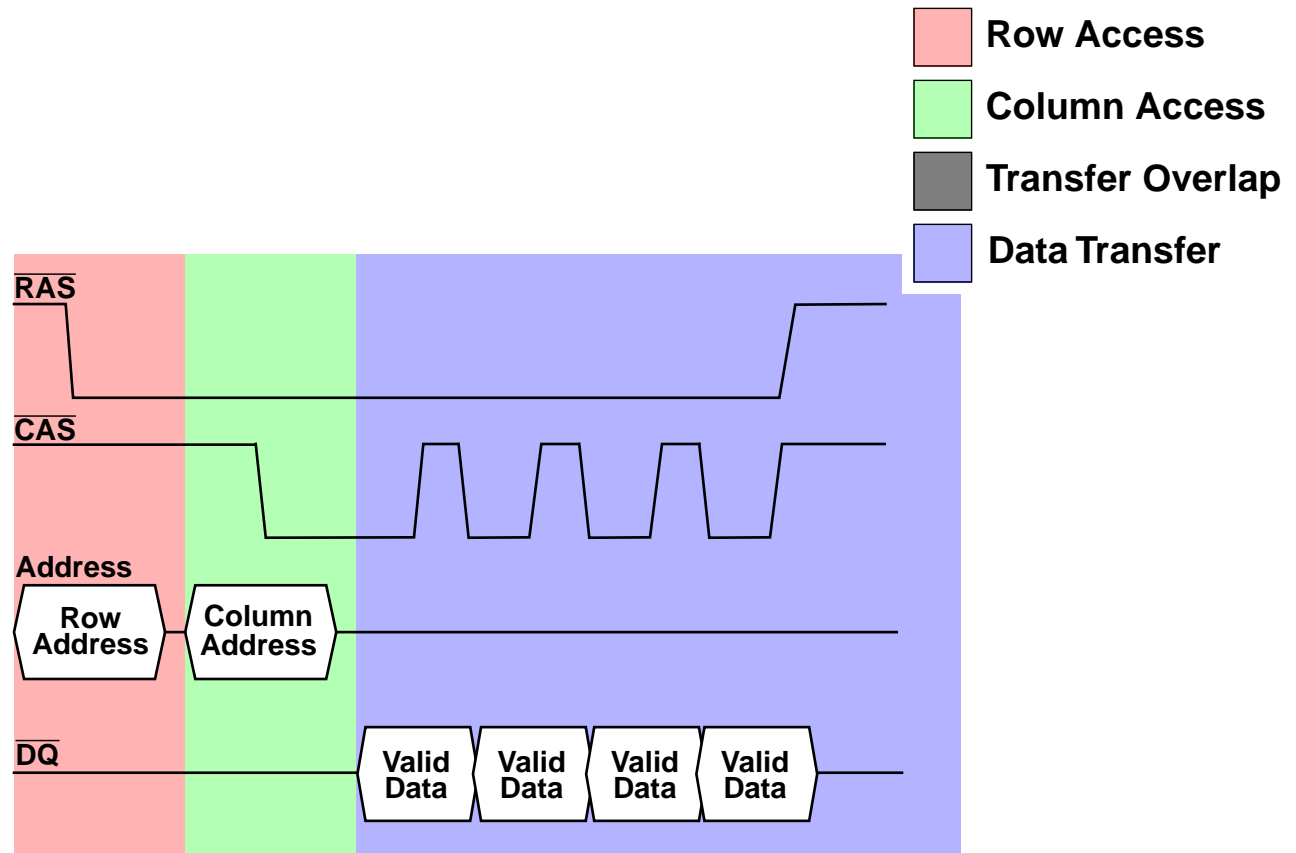 Row Access
Column Access
Transfer Overlap
Data Transfer
RAS
CAS
Address
Row
Address
Column
Address
DQ
Valid
Data
Valid
Data
Valid
Data
Valid
Data